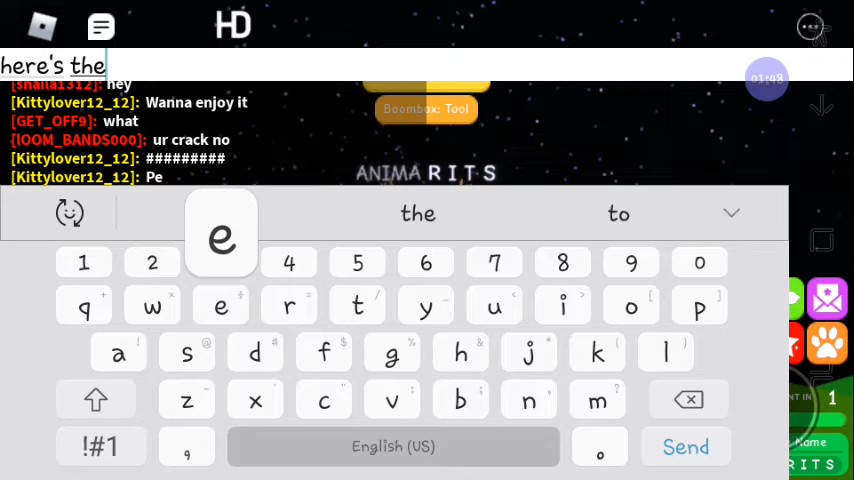 HD
here's the
01:48
[shalla1312]: hey
[Kittylover12_12]: Wanna enjoy it
[GET_OFF9]: what
[lOOM_BANDS000]: ur crack no
[Kittylover12_12]: #########
[Kittylover12_12]: Pe
Boombox: Tool
ANIMA RITS
e the to
1 2 4 5 6 7 8 9 0
q w e r t y u i o p
a s d f g h j k l
z x c v b n m
!#1 , English (US) . Send
NT IN 1
Name
RITS